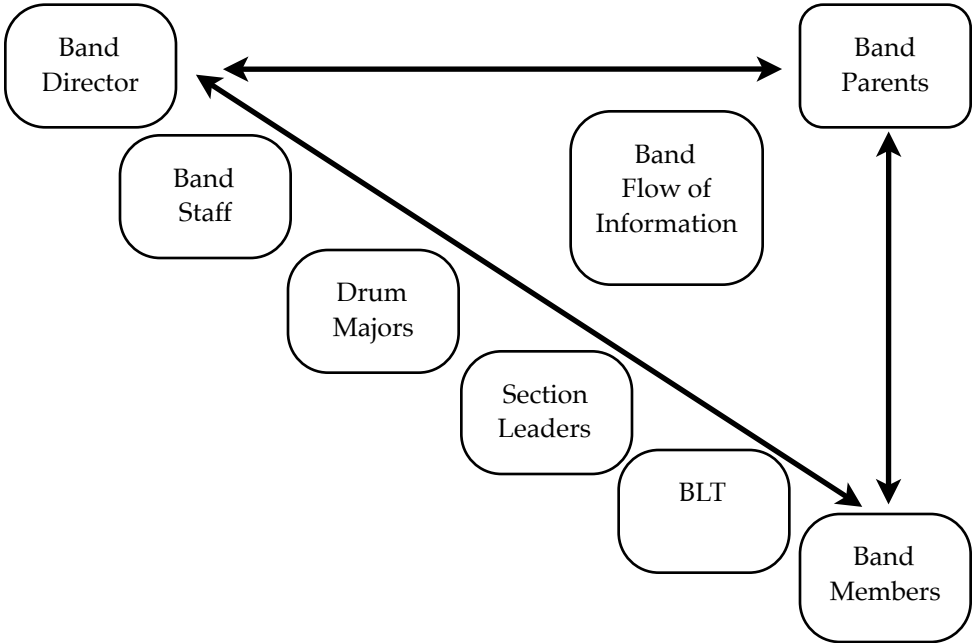 Band
Director
Band
Parents
Band
Flow of
Information
Band
Staff
Drum
Majors
Section
Leaders
BLT
Band
Members